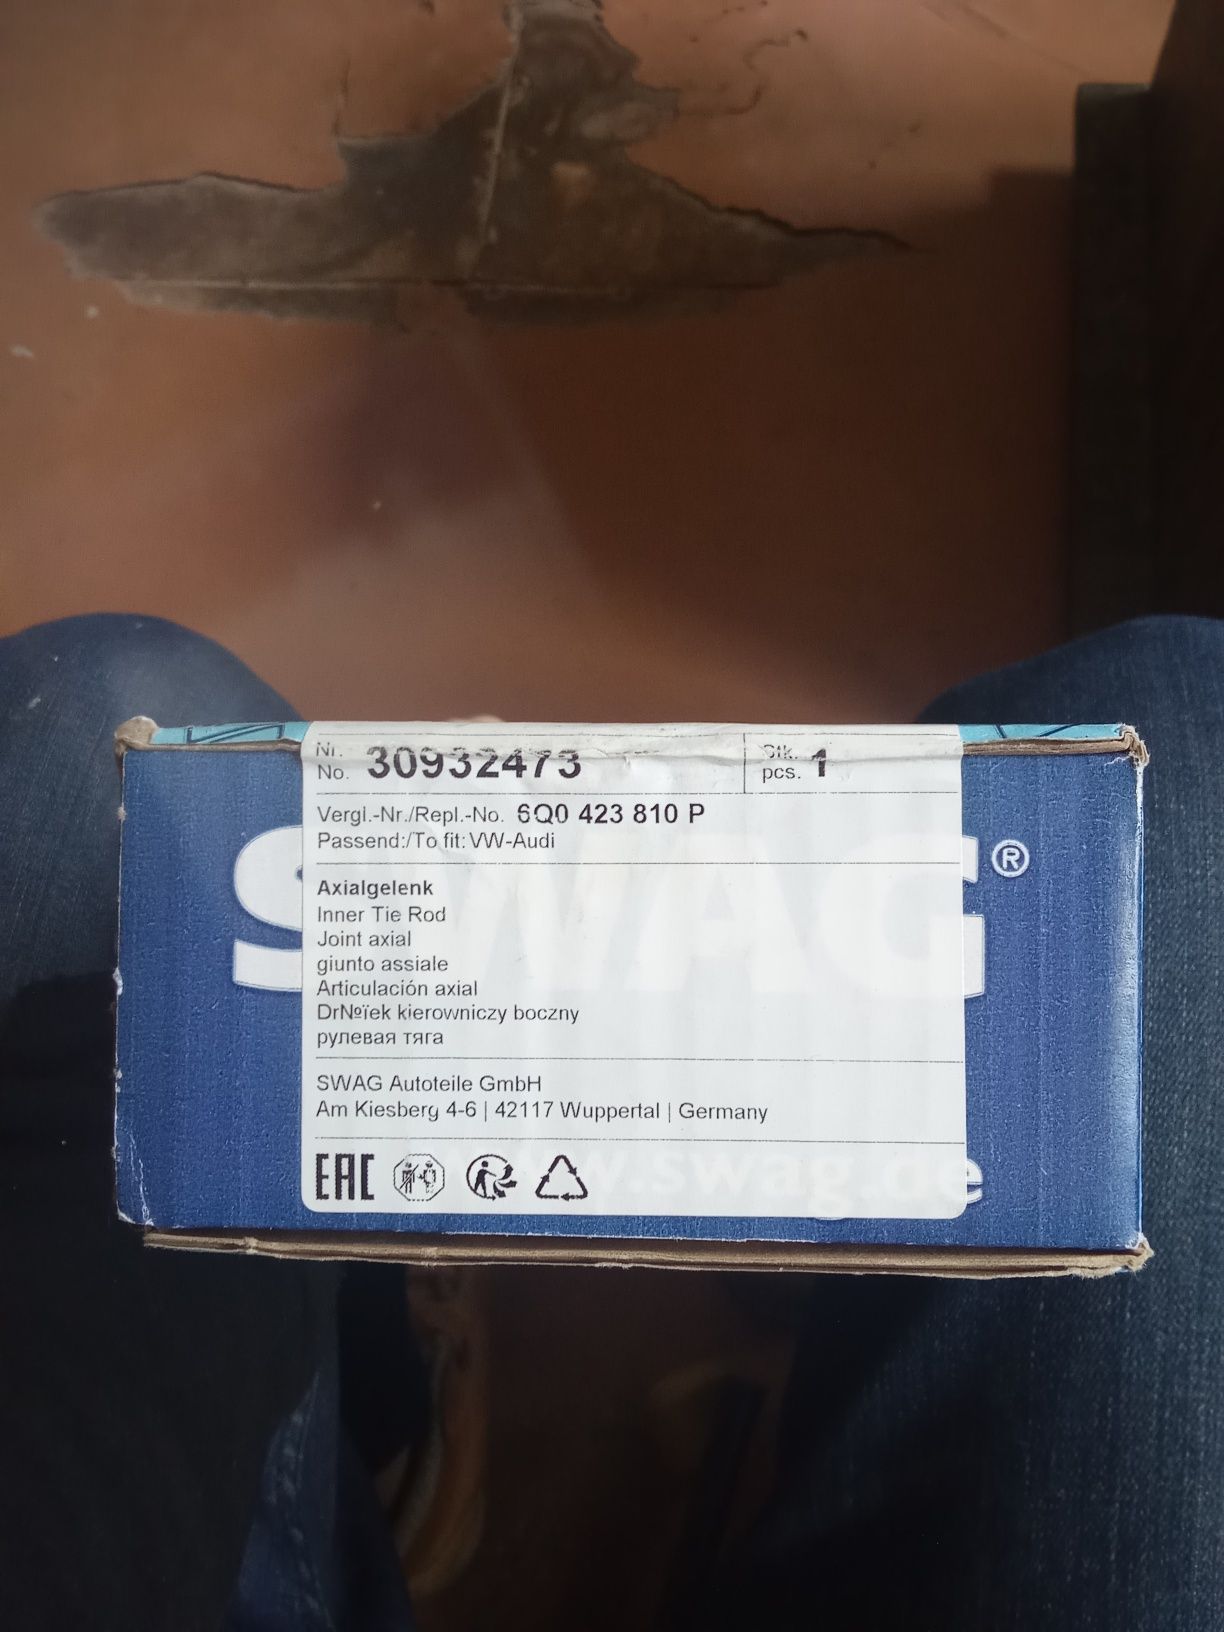 Nr.
No. 30932473
Stk.
pcs. 1
Vergl.-Nr./Repl.-No. 6Q0 423 810 P
Passend:/To fit: VW-Audi
Axialgelenk
Inner Tie Rod
Joint axial
giunto assiale
Articulación axial
Dr№ïek kierowniczy boczny
рулевая тяга
SWAG Autoteile GmbH
Am Kiesberg 4-6 | 42117 Wuppertal | Germany
EAC
SWAG®
www.swag.de